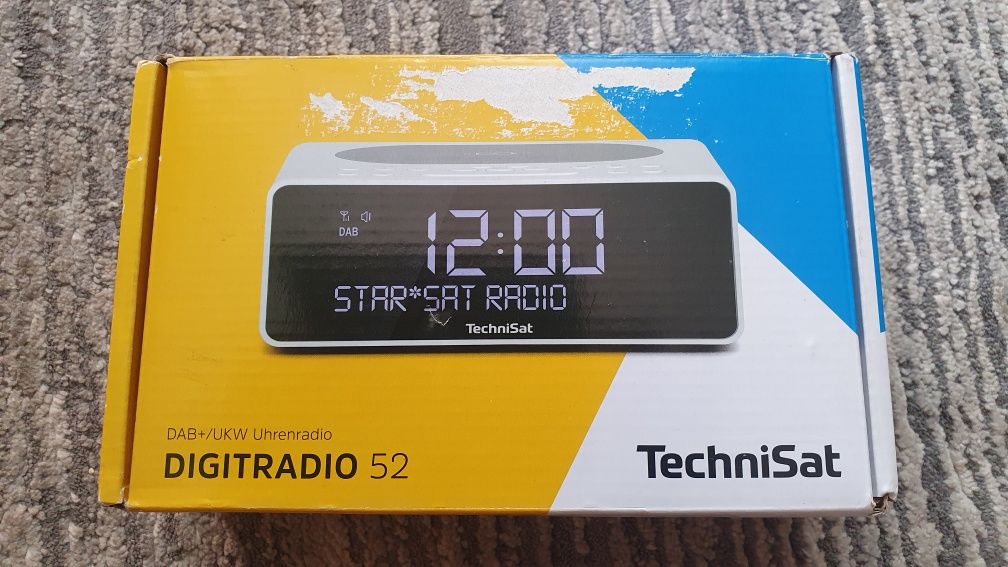 DAB
12:00
STAR*SAT RADIO
TechniSat
DAB+/UKW Uhrenradio
DIGITRADIO 52
TechniSat